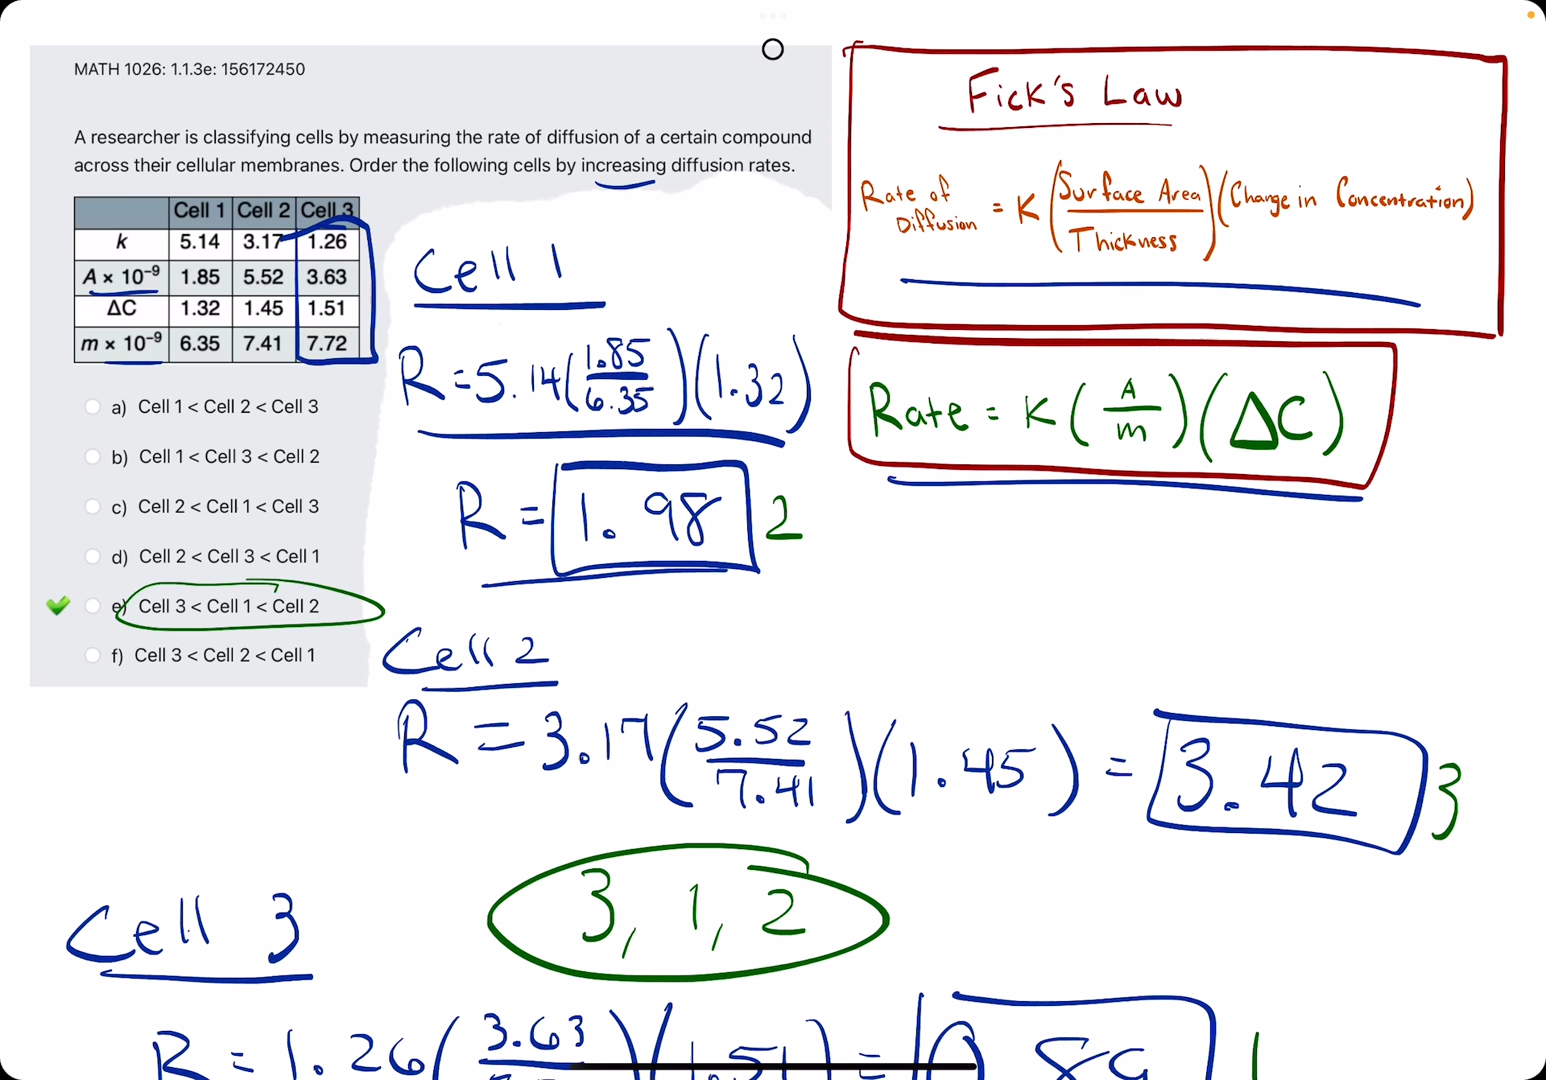 MATH 1026: 1.1.3e: 156172450
A researcher is classifying cells by measuring the rate of diffusion of a certain compound
across their cellular membranes. Order the following cells by increasing diffusion rates.
Cell 1 Cell 2 Cell 3
k 5.14 3.17 1.26
A × 10⁻⁹ 1.85 5.52 3.63
ΔC 1.32 1.45 1.51
m × 10⁻⁹ 6.35 7.41 7.72
a) Cell 1 < Cell 2 < Cell 3
b) Cell 1 < Cell 3 < Cell 2
c) Cell 2 < Cell 1 < Cell 3
d) Cell 2 < Cell 3 < Cell 1
e) Cell 3 < Cell 1 < Cell 2
f) Cell 3 < Cell 2 < Cell 1
Fick's Law
Rate of Diffusion = K (Surface Area / Thickness) (Change in Concentration)
Rate = K (A / m) (ΔC)
Cell 1
R = 5.14 (1.85 / 6.35) (1.32)
R = 1.98 2
Cell 2
R = 3.17 (5.52 / 7.41) (1.45) = 3.42 3
3, 1, 2
Cell 3
R = 1.26 (3.63